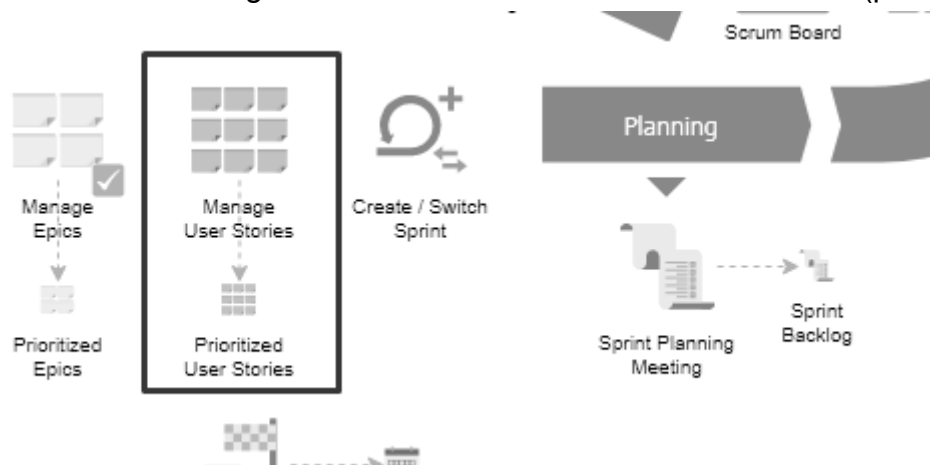 Scrum Board
Planning
Manage
Epics
Manage
User Stories
Create / Switch
Sprint
Prioritized
Epics
Prioritized
User Stories
Sprint Planning
Meeting
Sprint
Backlog